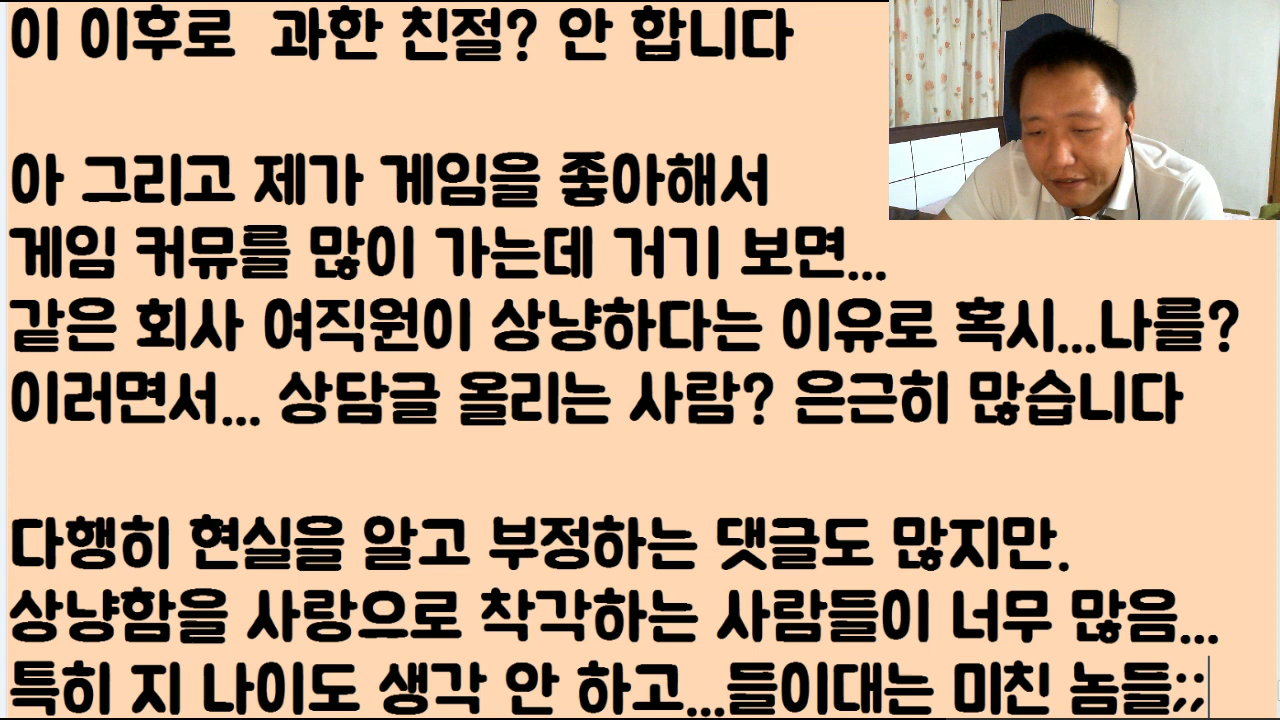 이 이후로  과한 친절? 안 합니다
아 그리고 제가 게임을 좋아해서
게임 커뮤를 많이 가는데 거기 보면...
같은 회사 여직원이 상냥하다는 이유로 혹시...나를?
이러면서... 상담글 올리는 사람? 은근히 많습니다
다행히 현실을 알고 부정하는 댓글도 많지만.
상냥함을 사랑으로 착각하는 사람들이 너무 많음...
특히 지 나이도 생각 안 하고...들이대는 미친 놈들;;